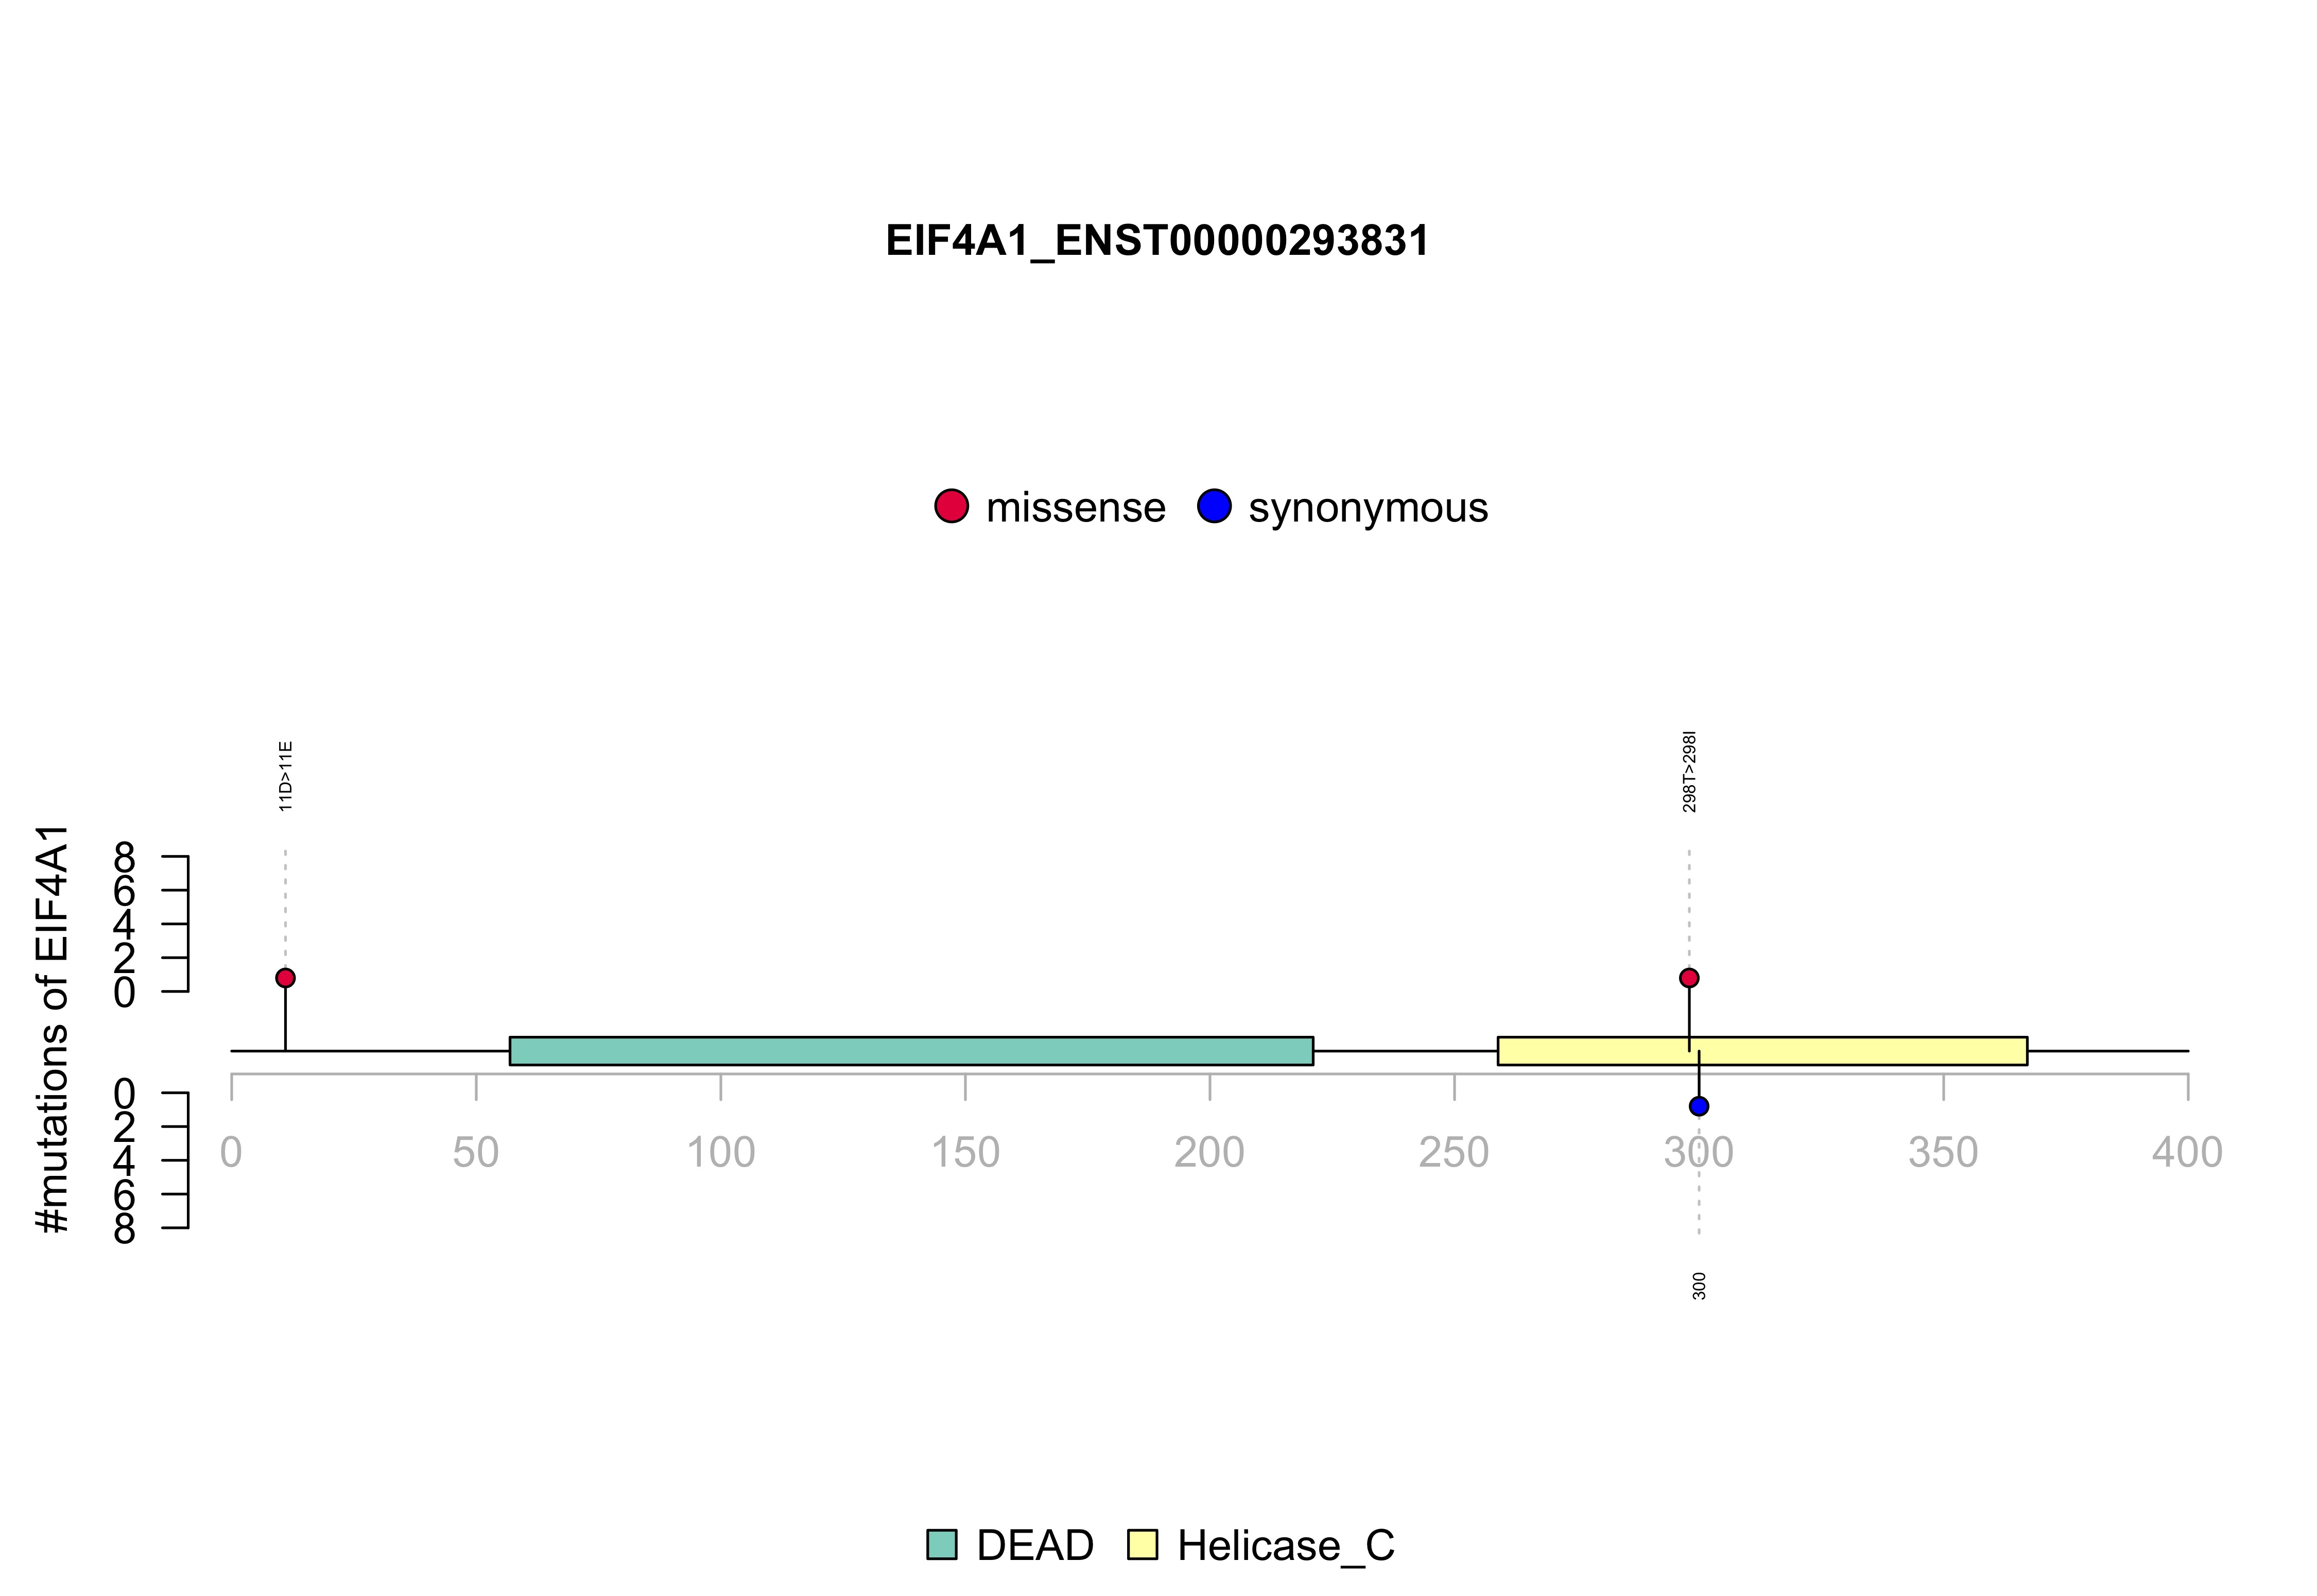 EIF4A1_ENST00000293831
missense synonymous
11D>11E
298T>298I
#mutations of EIF4A1
8
6
4
2
0
0
2
4
6
8
0 50 100 150 200 250 300 350 400
300
DEAD Helicase_C